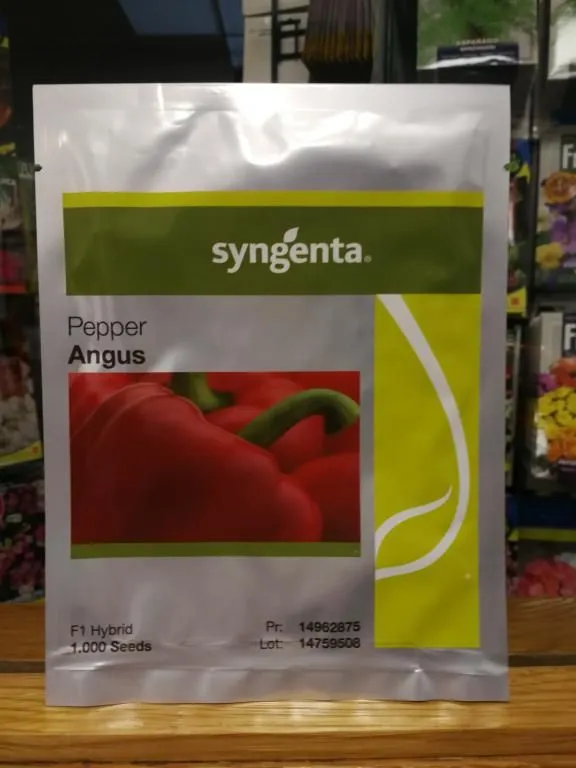 syngenta®
Pepper
Angus
F1 Hybrid
1.000 Seeds
Pr: 14962875
Lot: 14759508